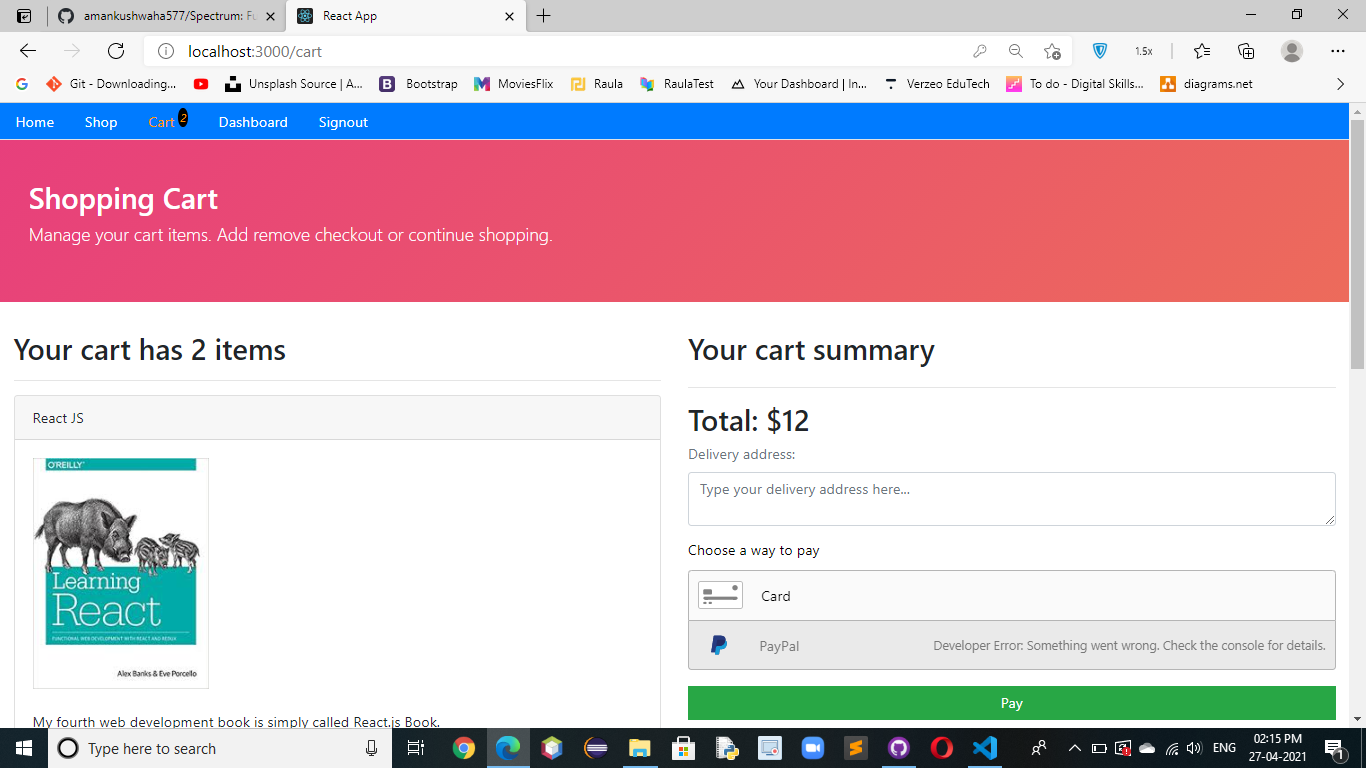 amankushwaha577/Spectrum: Fu
React App
localhost:3000/cart
1.5x
Git - Downloading...
Unsplash Source | A...
Bootstrap
MoviesFlix
Raula
RaulaTest
Your Dashboard | In...
Verzeo EduTech
To do - Digital Skills...
diagrams.net
Home
Shop
Cart 2
Dashboard
Signout
Shopping Cart
Manage your cart items. Add remove checkout or continue shopping.
Your cart has 2 items
React JS
O'REILLY
Learning
React
FUNCTIONAL WEB DEVELOPMENT WITH REACT AND REDUX
Alex Banks & Eve Porcello
My fourth web development book is simply called React.js Book.
Your cart summary
Total: $12
Delivery address:
Type your delivery address here...
Choose a way to pay
Card
PayPal
Developer Error: Something went wrong. Check the console for details.
Pay
Type here to search
ENG
02:15 PM
27-04-2021
1